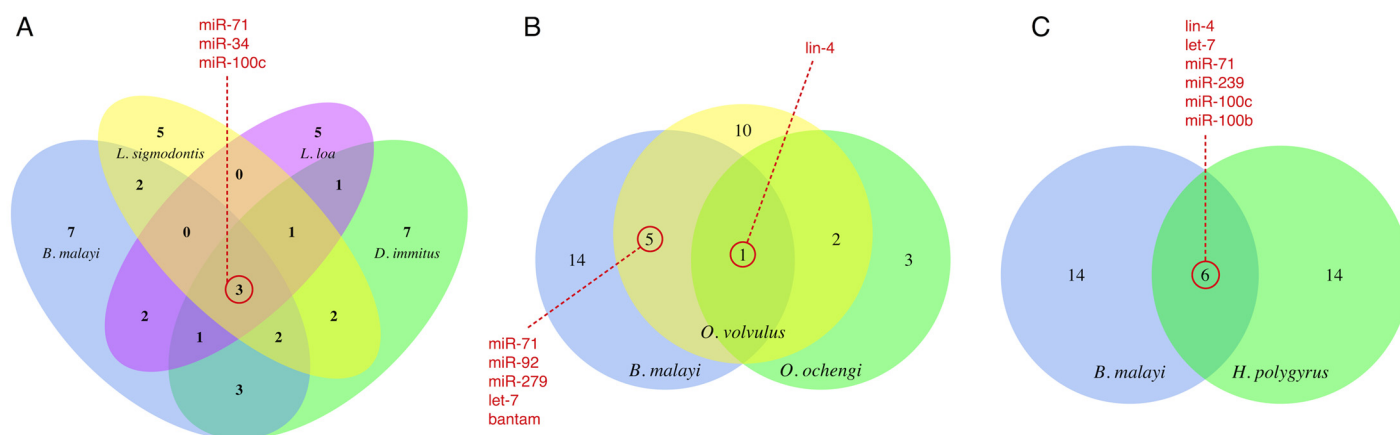 A
miR-71
miR-34
miR-100c
5
5
L. sigmodontis
L. loa
2
0
1
7
0
1
7
B. malayi
D. immitus
3
2
2
1
2
3
B
lin-4
10
5
1
2
14
3
O. volvulus
B. malayi
O. ochengi
miR-71
miR-92
miR-279
let-7
bantam
C
lin-4
let-7
miR-71
miR-239
miR-100c
miR-100b
14
6
14
B. malayi
H. polygyrus